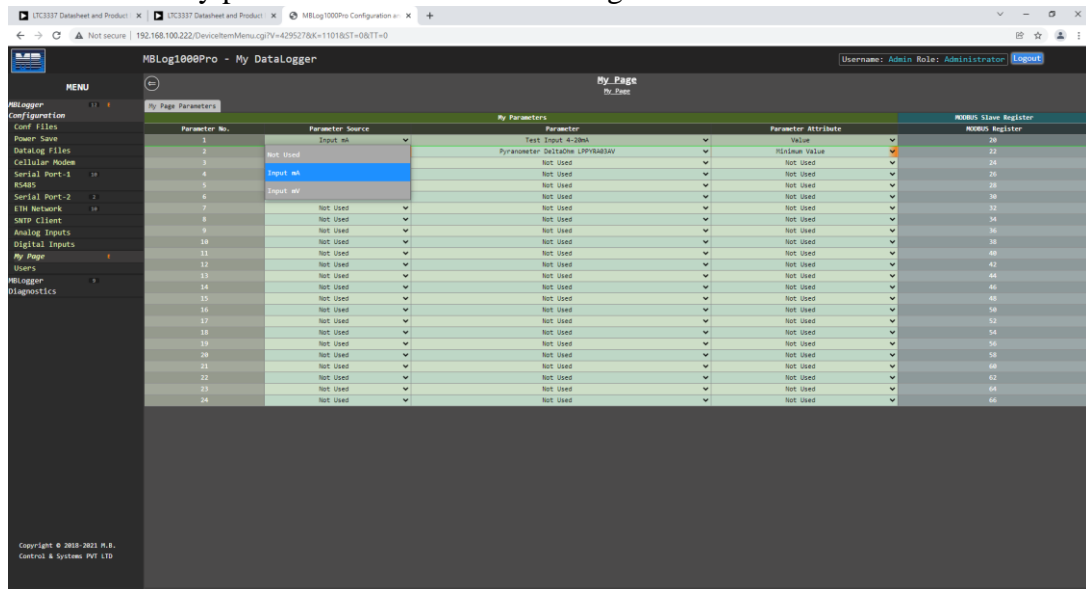 LTC3337 Datasheet and Product
LTC3337 Datasheet and Product
MBLog1000Pro Configuration an
Not secure | 192.168.100.222/DeviceItemMenu.cgi?V=429527&K=11018&ST=0&TT=0
MB
MBLog1000Pro - My DataLogger
Username: Admin Role: Administrator Logout
MENU
My Page
My Page
MBLogger
Configuration
Conf Files
Power Save
DataLog Files
Cellular Modem
Serial Port-1
RS485
Serial Port-2
ETH Network
SNTP Client
Analog Inputs
Digital Inputs
My Page
Users
MBLogger
Diagnostics
My Page Parameters
My Parameters MODBUS Slave Register
Parameter No. Parameter Source Parameter Parameter Attribute MODBUS Register
1 Input mA Test Input 4-20mA Value 20
2 Pyranometer DeltaOhm LPPYRA03AV Minimum Value 22
3 Not Used Not Used 24
4 Not Used Not Used 26
5 Not Used Not Used 28
6 Not Used Not Used 30
Not Used
Input mA
Input mV
7 Not Used Not Used Not Used 32
8 Not Used Not Used Not Used 34
9 Not Used Not Used Not Used 36
10 Not Used Not Used Not Used 38
11 Not Used Not Used Not Used 40
12 Not Used Not Used Not Used 42
13 Not Used Not Used Not Used 44
14 Not Used Not Used Not Used 46
15 Not Used Not Used Not Used 48
16 Not Used Not Used Not Used 50
17 Not Used Not Used Not Used 52
18 Not Used Not Used Not Used 54
19 Not Used Not Used Not Used 56
20 Not Used Not Used Not Used 58
21 Not Used Not Used Not Used 60
22 Not Used Not Used Not Used 62
23 Not Used Not Used Not Used 64
24 Not Used Not Used Not Used 66
Copyright © 2018-2021 M.B.
Control & Systems PVT LTD